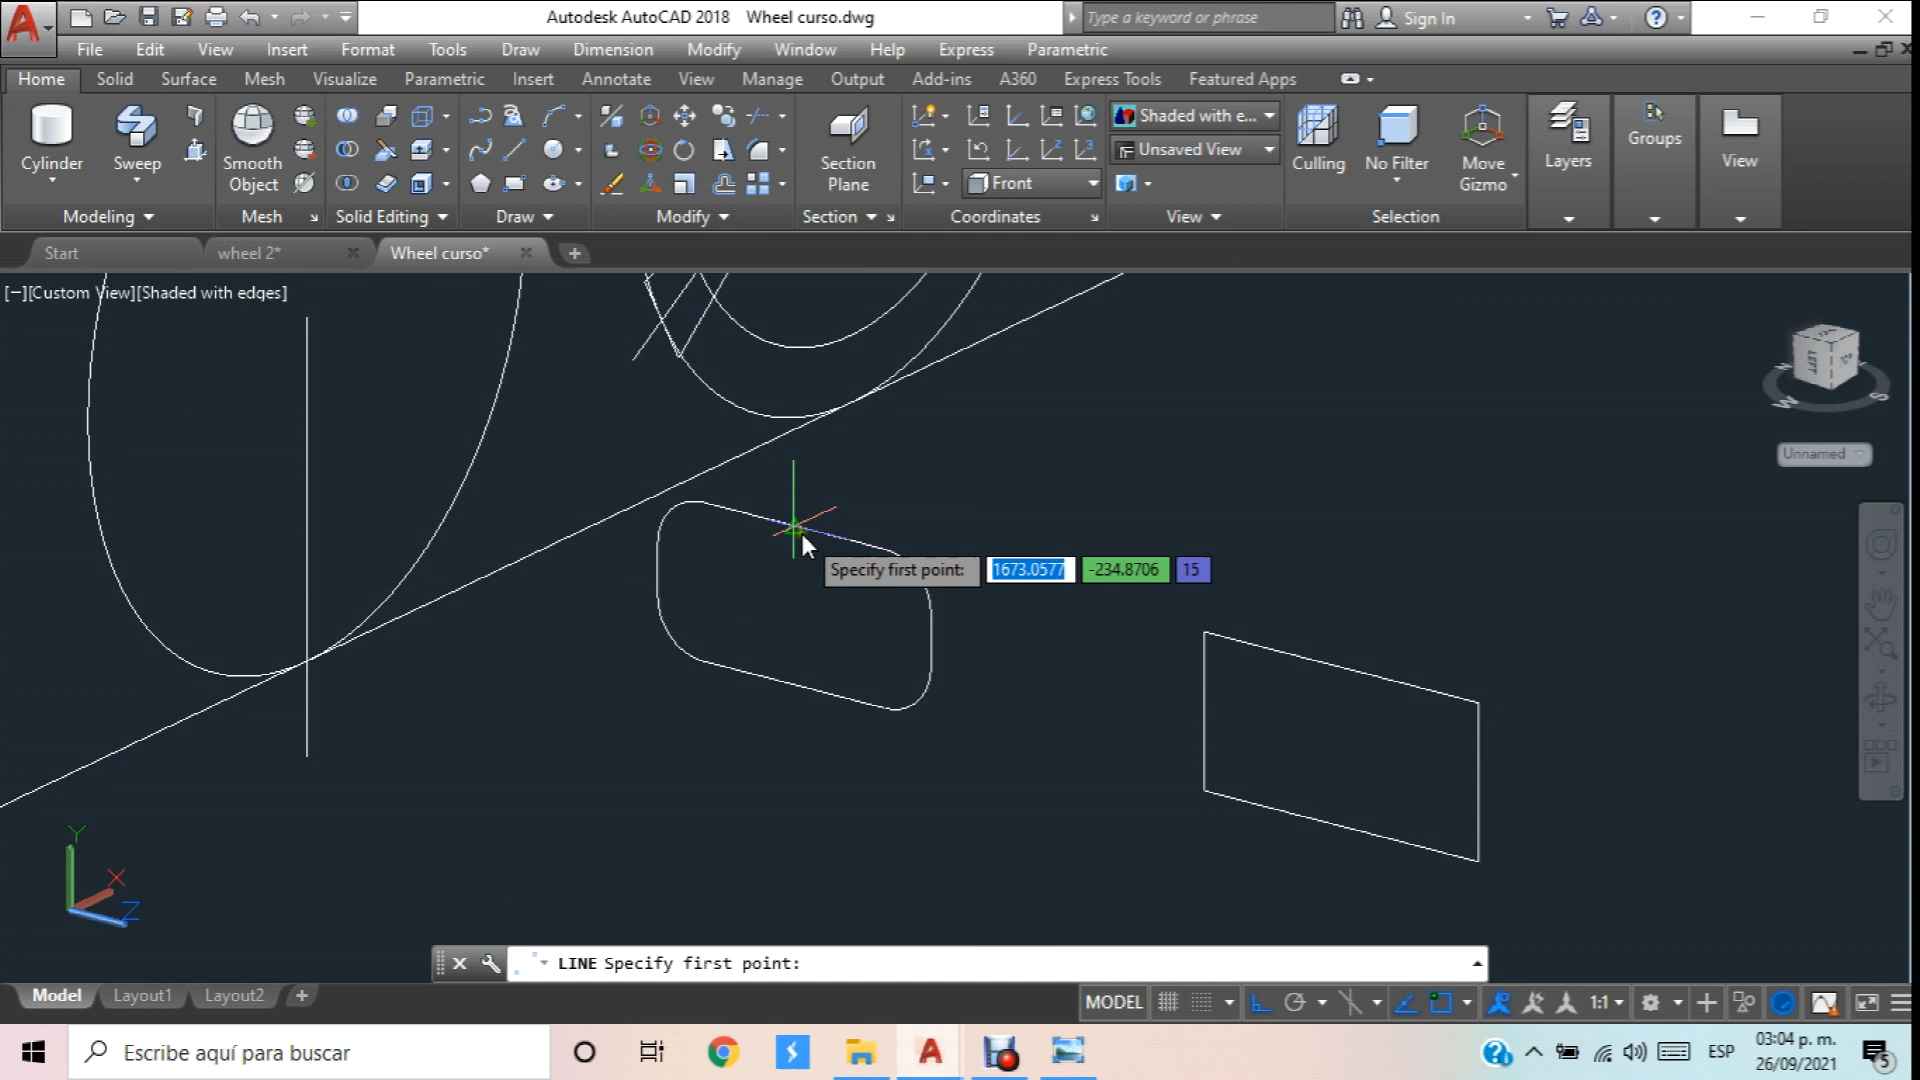 Autodesk AutoCAD 2018 Wheel curso.dwg
Type a keyword or phrase
Sign In
File Edit View Insert Format Tools Draw Dimension Modify Window Help Express Parametric
Home Solid Surface Mesh Visualize Parametric Insert Annotate View Manage Output Add-ins A360 Express Tools Featured Apps
Cylinder Sweep Smooth Object Section Plane Shaded with e... Unsaved View Front Culling No Filter Move Gizmo Layers Groups View
Modeling Mesh Solid Editing Draw Modify Section Coordinates View Selection
Start wheel 2* Wheel curso*
[−][Custom View][Shaded with edges]
LEFT
W S
Unnamed
Specify first point: 1673.0577 -234.8706 15
Y
X
Z
LINE Specify first point:
Model Layout1 Layout2 MODEL 1:1
Escribe aquí para buscar
ESP
03:04 p. m.
26/09/2021
5